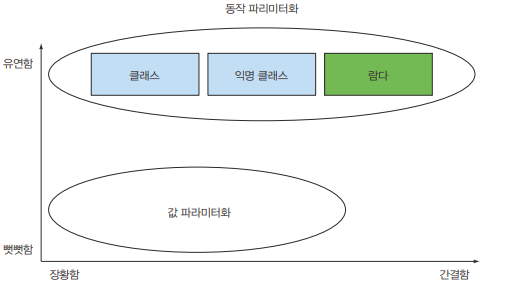 동작 파리미터화
유연함
클래스
익명 클래스
람다
값 파라미터화
뻣뻣함
장황함
간결함